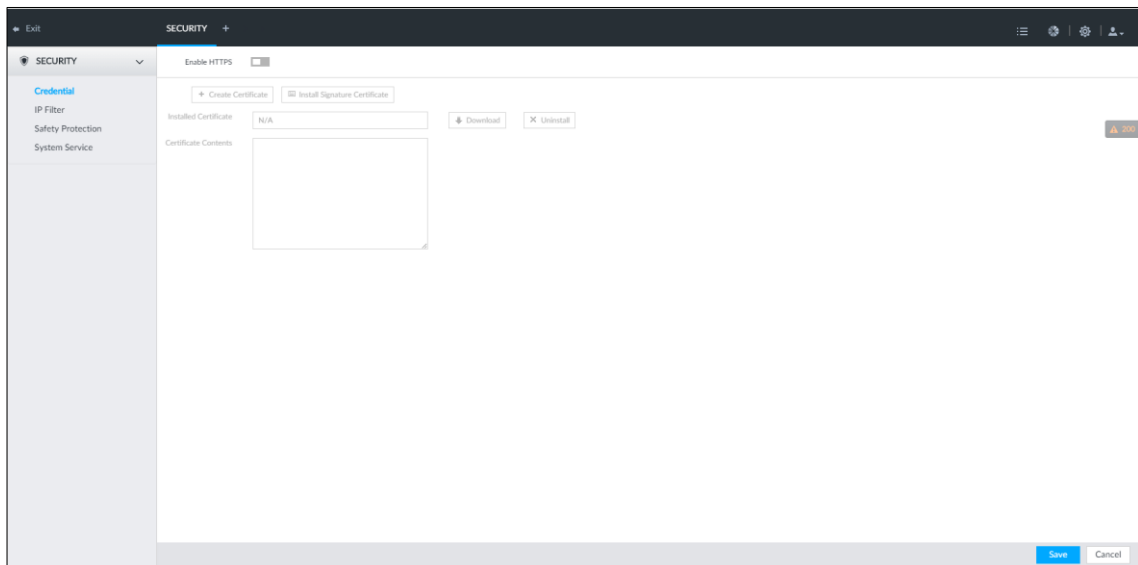 Exit
SECURITY +
SECURITY
Enable HTTPS
Credential
+ Create Certificate Install Signature Certificate
IP Filter
Installed Certificate N/A Download Uninstall
Safety Protection
200
Certificate Contents
System Service
Save Cancel